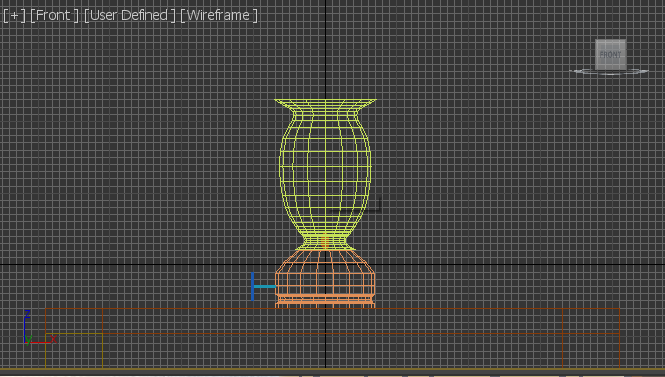 [+] [Front ] [User Defined ] [Wireframe ]
FRONT